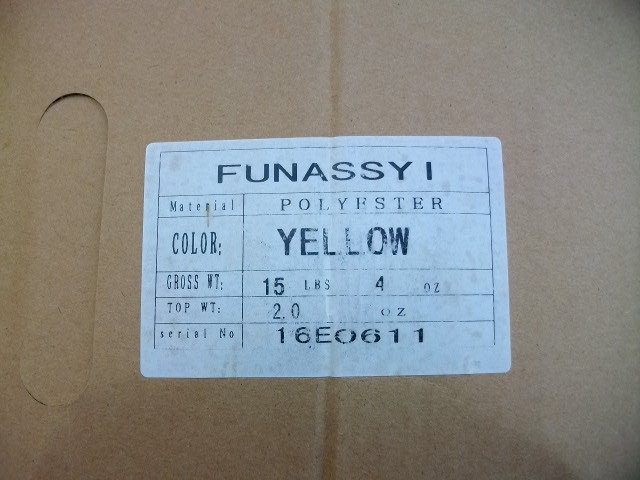 FUNASSYI
Material POLYESTER
COLOR; YELLOW
GROSS WT; 15 LBS 4 OZ
TOP WT: 2.0 OZ
serial No 16E0611